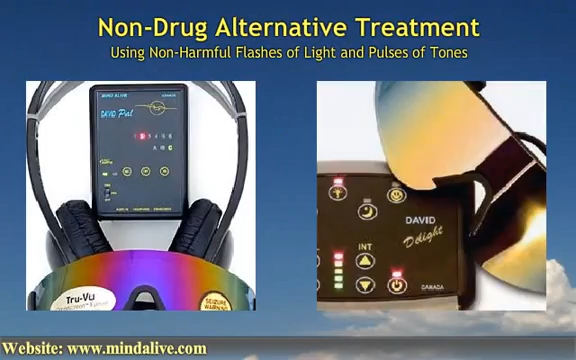 Non-Drug Alternative Treatment
Using Non-Harmful Flashes of Light and Pulses of Tones
MIND ALIVE
CANADA
DAVID Pal
Tru-Vu
SEIZURE
WARNING
DAVID
Delight
INT
CANADA
Website: www.mindalive.com